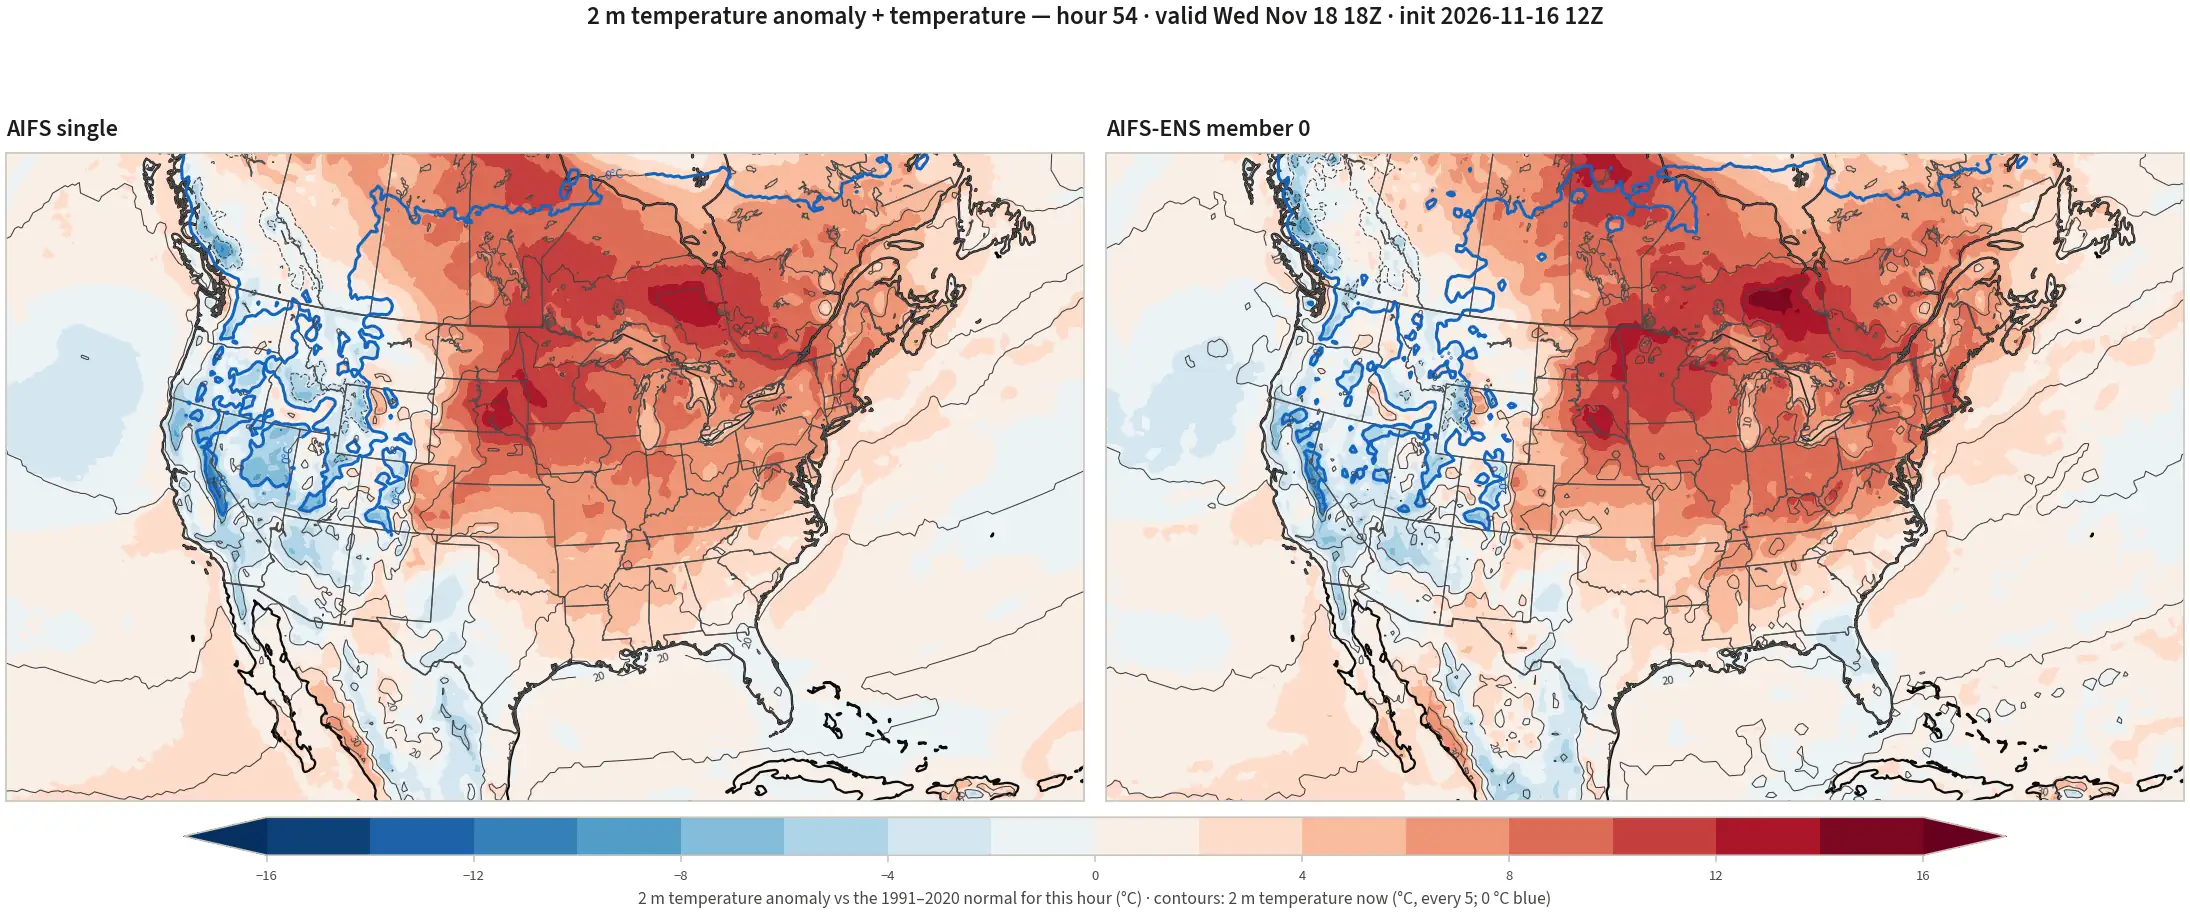 2 m temperature anomaly + temperature — hour 54 · valid Wed Nov 18 18Z · init 2026-11-16 12Z
AIFS single
AIFS-ENS member 0
0°C
20
20
20
20
20
−16
−12
−8
−4
0
4
8
12
16
2 m temperature anomaly vs the 1991–2020 normal for this hour (°C) · contours: 2 m temperature now (°C, every 5; 0 °C blue)